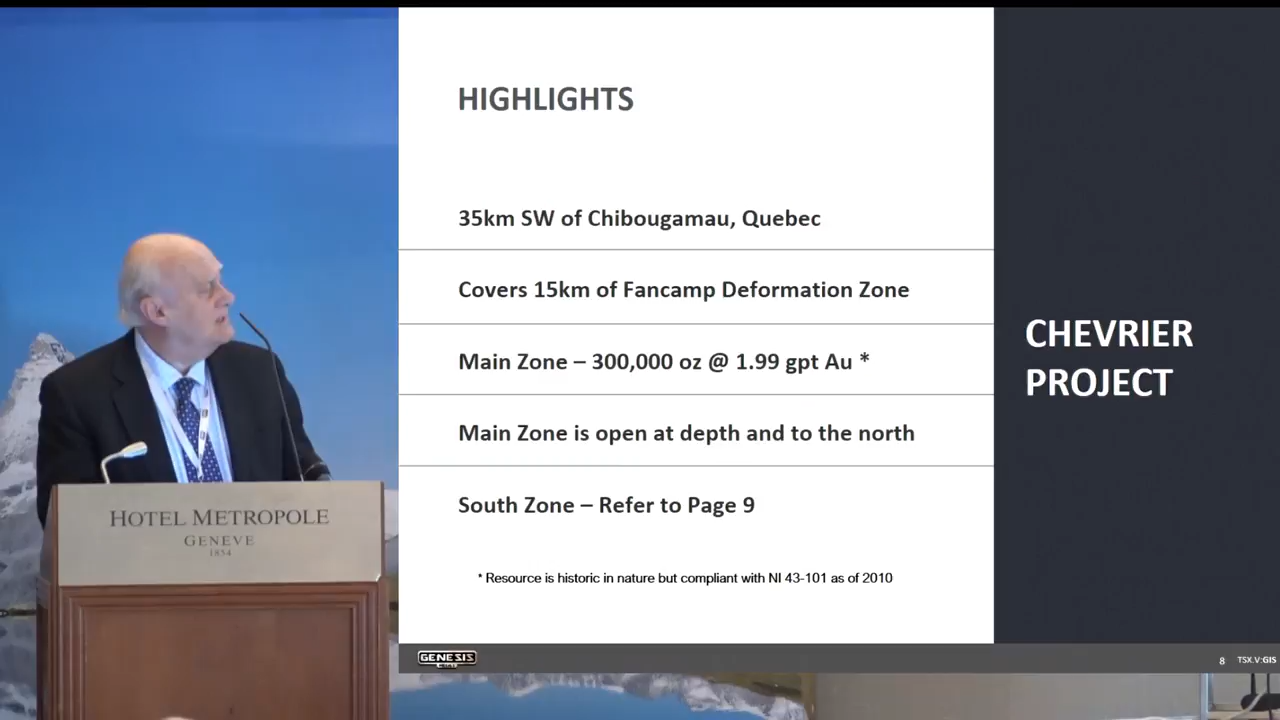 HIGHLIGHTS
35km SW of Chibougamau, Quebec
Covers 15km of Fancamp Deformation Zone
Main Zone – 300,000 oz @ 1.99 gpt Au *
Main Zone is open at depth and to the north
South Zone – Refer to Page 9
* Resource is historic in nature but compliant with NI 43-101 as of 2010
CHEVRIER
PROJECT
GENESIS
8 TSX.V:GIS
HOTEL METROPOLE
GENEVE
1854